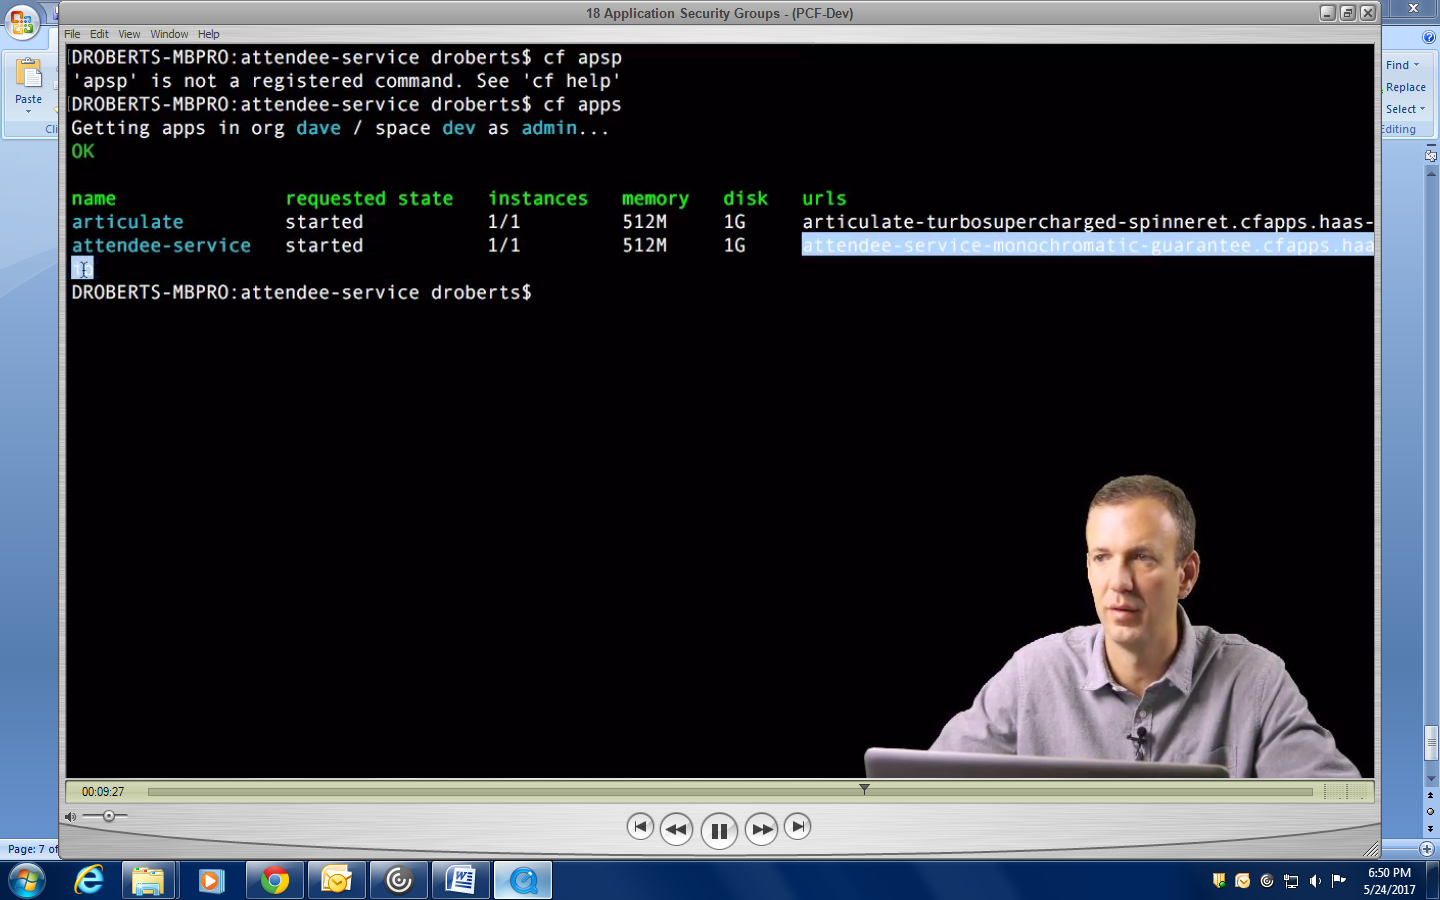 18 Application Security Groups - (PCF-Dev)
File Edit View Window Help
Find
Replace
Select
Editing
Paste
DROBERTS-MBPRO:attendee-service droberts$ cf apsp
'apsp' is not a registered command. See 'cf help'
DROBERTS-MBPRO:attendee-service droberts$ cf apps
Getting apps in org dave / space dev as admin...
OK
name requested state instances memory disk urls
articulate started 1/1 512M 1G articulate-turbosupercharged-spinneret.cfapps.haas-
attendee-service started 1/1 512M 1G attendee-service-monochromatic-guarantee.cfapps.haa
DROBERTS-MBPRO:attendee-service droberts$
00:09:27
Page: 7 of
6:50 PM
5/24/2017